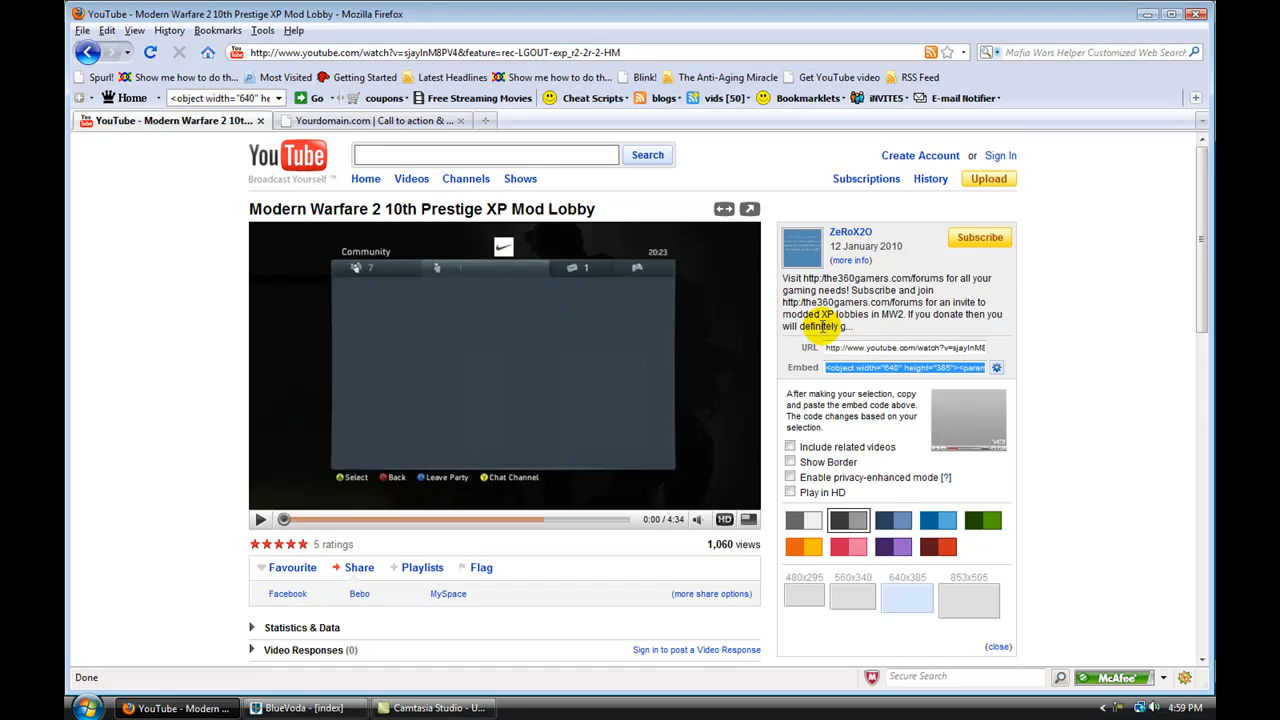 YouTube - Modern Warfare 2 10th Prestige XP Mod Lobby - Mozilla Firefox
File Edit View History Bookmarks Tools Help
http://www.youtube.com/watch?v=sjayInM8PV4&feature=rec-LGOUT-exp_r2-2r-2-HM
Mafia Wars Helper Customized Web Search
Spurl! Show me how to do th... Most Visited Getting Started Latest Headlines Show me how to do th... Blink! The Anti-Aging Miracle Get YouTube video RSS Feed
Home <object width="640" he Go coupons Free Streaming Movies Cheat Scripts blogs vids [50] Bookmarklets iNVITE5 E-mail Notifier
YouTube - Modern Warfare 2 10t... Yourdomain.com | Call to action & ...
YouTube
Broadcast Yourself ™
Search
Create Account or Sign In
Home Videos Channels Shows
Subscriptions History Upload
Modern Warfare 2 10th Prestige XP Mod Lobby
Community 20:23
7 1 1
Select Back Leave Party Chat Channel
0:00 / 4:34 HD
5 ratings 1,060 views
Favourite Share Playlists Flag
Facebook Bebo MySpace (more share options)
Statistics & Data
Video Responses (0) Sign in to post a Video Response
ZeRoX2O
12 January 2010
(more info)
Subscribe
Visit http:/the360gamers.com/forums for all your
gaming needs! Subscribe and join
http:/the360gamers.com/forums for an invite to
modded XP lobbies in MW2. If you donate then you
will definitely g...
URL http://www.youtube.com/watch?v=sjayInM8
Embed <object width="640" height="385"><param
After making your selection, copy
and paste the embed code above.
The code changes based on your
selection.
Include related videos
Show Border
Enable privacy-enhanced mode [?]
Play in HD
480x295 560x340 640x385 853x505
(close)
Done
Secure Search
McAfee
YouTube - Modern ... BlueVoda - [index] Camtasia Studio - U... 4:59 PM